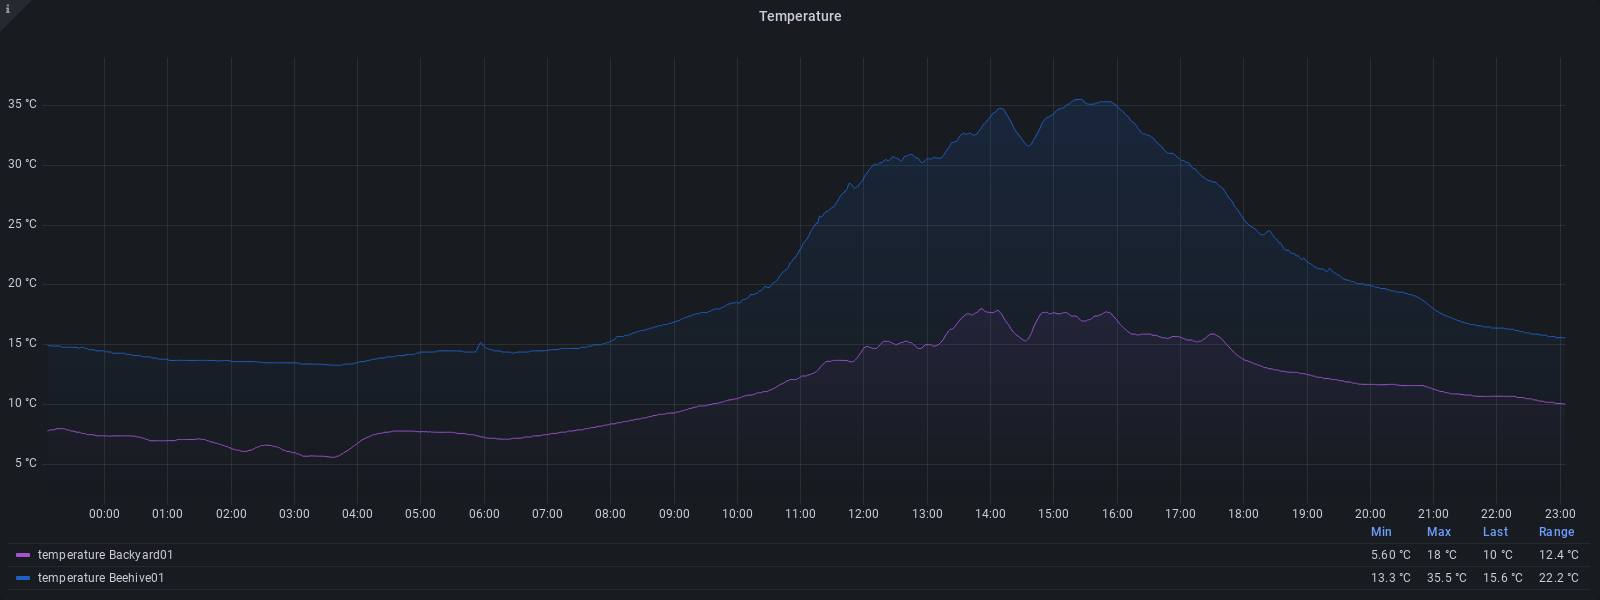 i
Temperature
35 °C
30 °C
25 °C
20 °C
15 °C
10 °C
5 °C
00:00 01:00 02:00 03:00 04:00 05:00 06:00 07:00 08:00 09:00 10:00 11:00 12:00 13:00 14:00 15:00 16:00 17:00 18:00 19:00 20:00 21:00 22:00 23:00
Min Max Last Range
temperature Backyard01 5.60 °C 18 °C 10 °C 12.4 °C
temperature Beehive01 13.3 °C 35.5 °C 15.6 °C 22.2 °C